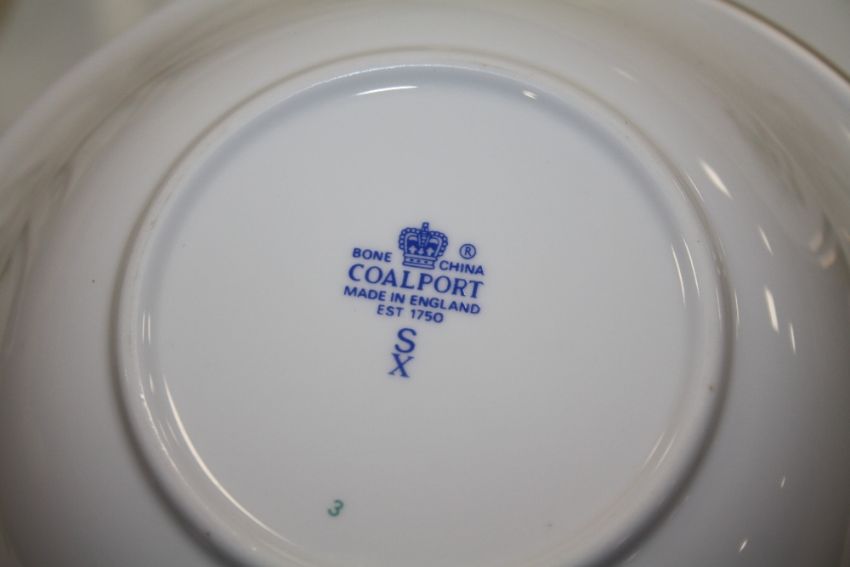 BONE CHINA ®
COALPORT
MADE IN ENGLAND
EST 1750
S
X
3